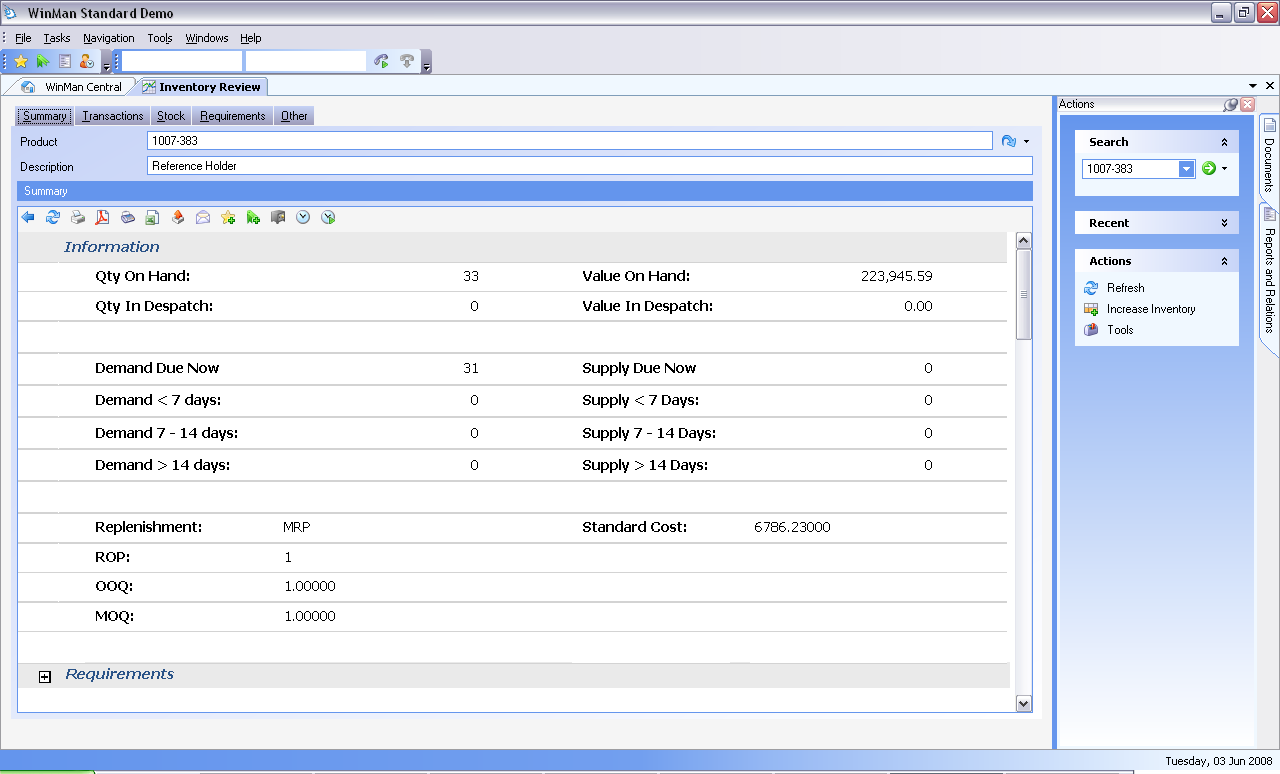 WinMan Standard Demo
File Tasks Navigation Tools Windows Help
WinMan Central Inventory Review
Actions
Summary Transactions Stock Requirements Other
Product 1007-383
Description Reference Holder
Summary
Information
Qty On Hand: 33 Value On Hand: 223,945.59
Qty In Despatch: 0 Value In Despatch: 0.00
Demand Due Now 31 Supply Due Now 0
Demand < 7 days: 0 Supply < 7 Days: 0
Demand 7 - 14 days: 0 Supply 7 - 14 Days: 0
Demand > 14 days: 0 Supply > 14 Days: 0
Replenishment: MRP Standard Cost: 6786.23000
ROP: 1
OOQ: 1.00000
MOQ: 1.00000
Requirements
Search
1007-383
Recent
Actions
Refresh
Increase Inventory
Tools
Documents
Reports and Relations
Tuesday, 03 Jun 2008